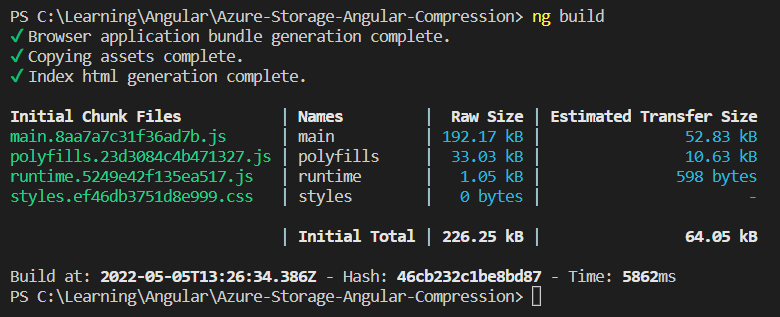 PS C:\Learning\Angular\Azure-Storage-Angular-Compression> ng build
✓ Browser application bundle generation complete.
✓ Copying assets complete.
✓ Index html generation complete.
Initial Chunk Files | Names | Raw Size | Estimated Transfer Size
main.8aa7a7c31f36ad7b.js | main | 192.17 kB | 52.83 kB
polyfills.23d3084c4b471327.js | polyfills | 33.03 kB | 10.63 kB
runtime.5249e42f135ea517.js | runtime | 1.05 kB | 598 bytes
styles.ef46db3751d8e999.css | styles | 0 bytes | -
| Initial Total | 226.25 kB | 64.05 kB
Build at: 2022-05-05T13:26:34.386Z - Hash: 46cb232c1be8bd87 - Time: 5862ms
PS C:\Learning\Angular\Azure-Storage-Angular-Compression>